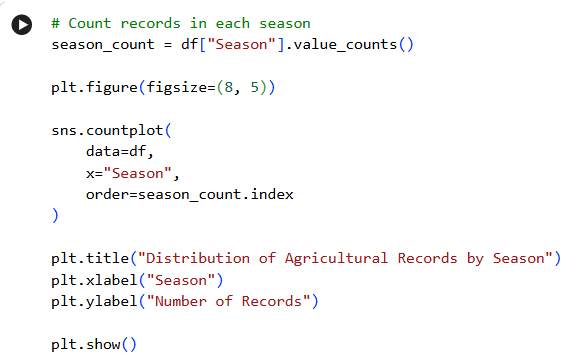 # Count records in each season
season_count = df["Season"].value_counts()
plt.figure(figsize=(8, 5))
sns.countplot(
    data=df,
    x="Season",
    order=season_count.index
)
plt.title("Distribution of Agricultural Records by Season")
plt.xlabel("Season")
plt.ylabel("Number of Records")
plt.show()